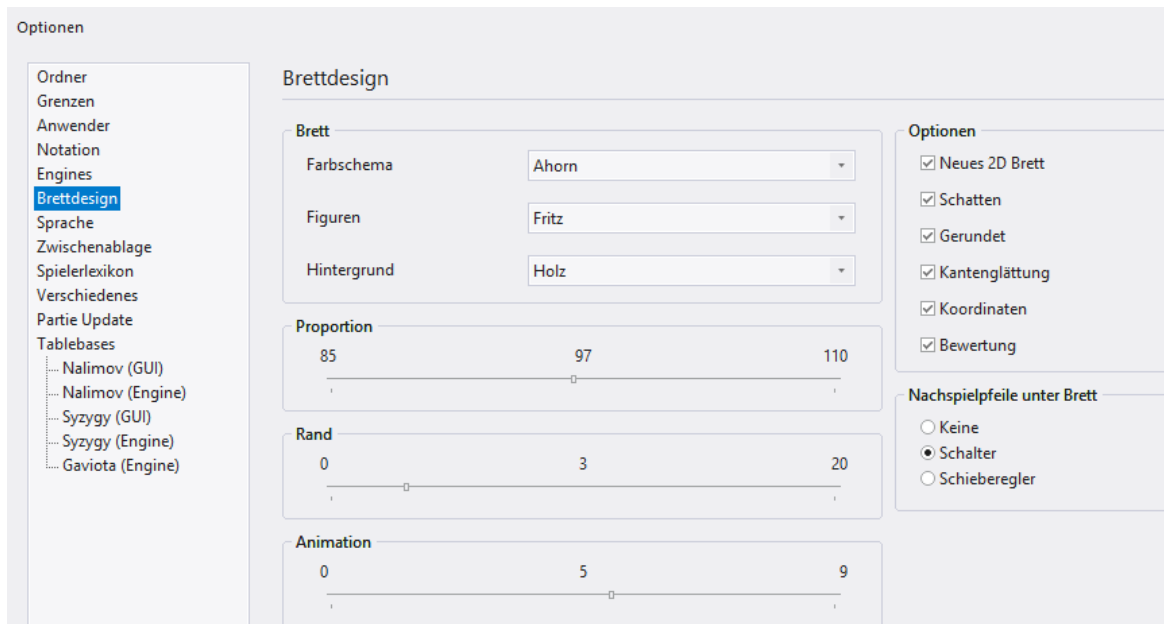 Optionen
Ordner
Grenzen
Anwender
Notation
Engines
Brettdesign
Sprache
Zwischenablage
Spielerlexikon
Verschiedenes
Partie Update
Tablebases
Nalimov (GUI)
Nalimov (Engine)
Syzygy (GUI)
Syzygy (Engine)
Gaviota (Engine)
Brettdesign
Brett
Farbschema Ahorn
Figuren Fritz
Hintergrund Holz
Proportion
85 97 110
Rand
0 3 20
Animation
0 5 9
Optionen
Neues 2D Brett
Schatten
Gerundet
Kantenglättung
Koordinaten
Bewertung
Nachspielpfeile unter Brett
Keine
Schalter
Schieberegler